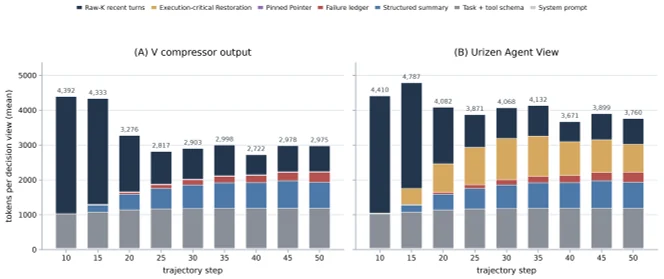 Raw-K recent turns Execution-critical Restoration Pinned Pointer Failure ledger Structured summary Task + tool schema System prompt
(A) V compressor output
(B) Urizen Agent View
tokens per decision view (mean)
5000
4000
3000
2000
1000
0
4,392 4,333 3,276 2,817 2,903 2,998 2,722 2,978 2,975
10 15 20 25 30 35 40 45 50
trajectory step
4,410 4,787 4,082 3,871 4,068 4,132 3,671 3,899 3,760
10 15 20 25 30 35 40 45 50
trajectory step